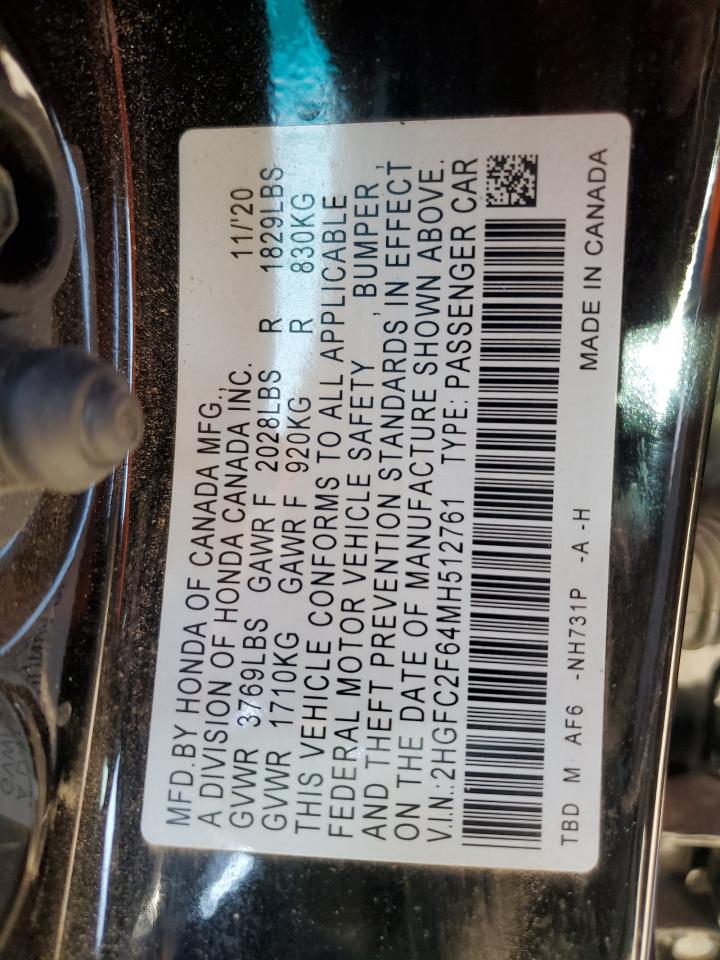 MFD.BY HONDA OF CANADA MFG.,
A DIVISION OF HONDA CANADA INC. 11/'20
GVWR 3769LBS GAWR F 2028LBS R 1829LBS
GVWR 1710KG GAWR F 920KG R 830KG
THIS VEHICLE CONFORMS TO ALL APPLICABLE
FEDERAL MOTOR VEHICLE SAFETY , BUMPER ,
AND THEFT PREVENTION STANDARDS IN EFFECT
ON THE DATE OF MANUFACTURE SHOWN ABOVE.
V.I.N.:2HGFC2F64MH512761 TYPE: PASSENGER CAR
TBD M AF6 -NH731P -A -H MADE IN CANADA